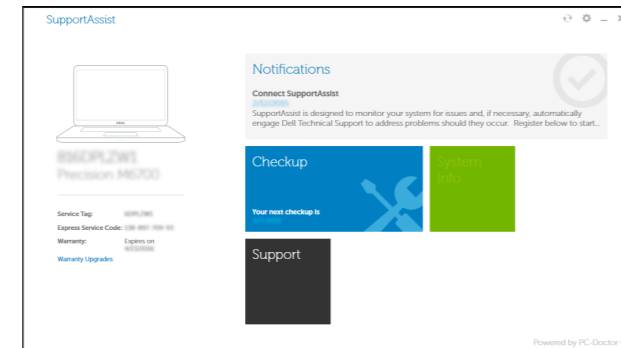 SupportAssist
Notifications
Connect SupportAssist
SupportAssist is designed to monitor your system for issues and, if necessary, automatically
engage Dell Technical Support to address problems should they occur. Register below to start...
Precision M6700
Checkup
System
Info
Your next checkup is
Service Tag:
Express Service Code:
Warranty: Expires on
Warranty Upgrades
Support
Powered by PC-Doctor